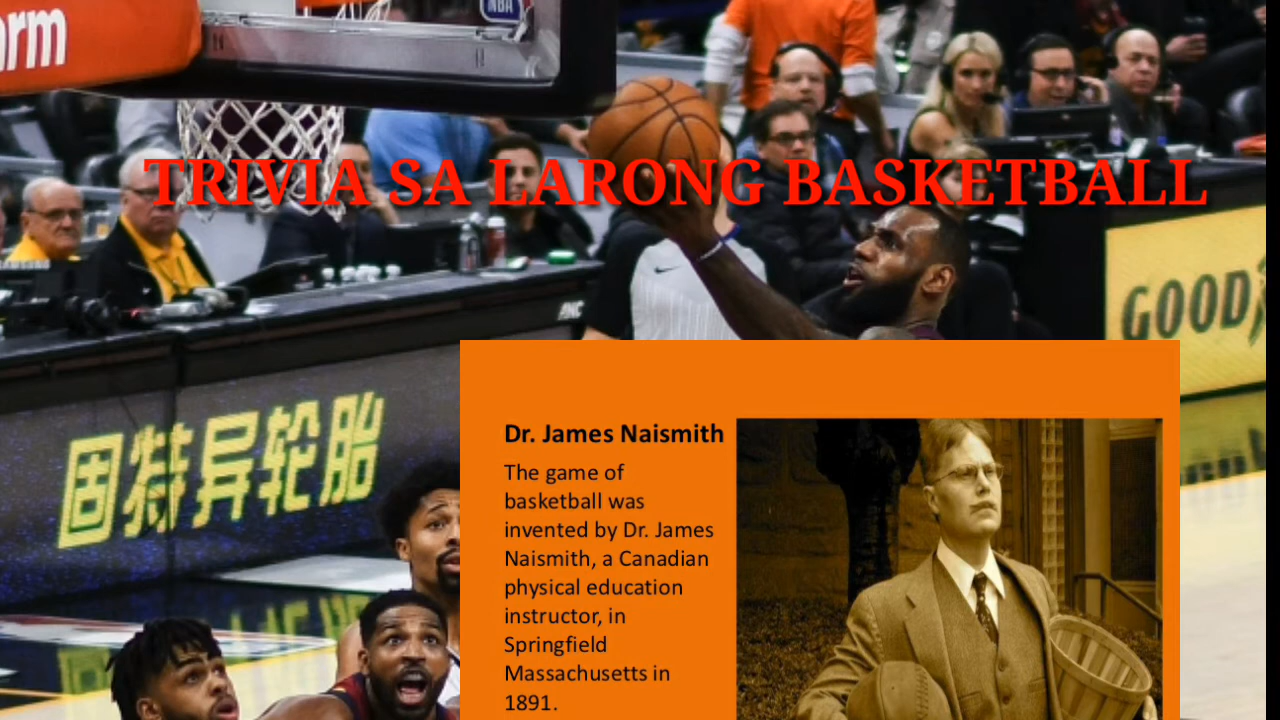 arm
NBA
TRIVIA SA LARONG BASKETBALL
ANC
GOOD
固特异轮胎
Dr. James Naismith
The game of
basketball was
invented by Dr. James
Naismith, a Canadian
physical education
instructor, in
Springfield
Massachusetts in
1891.